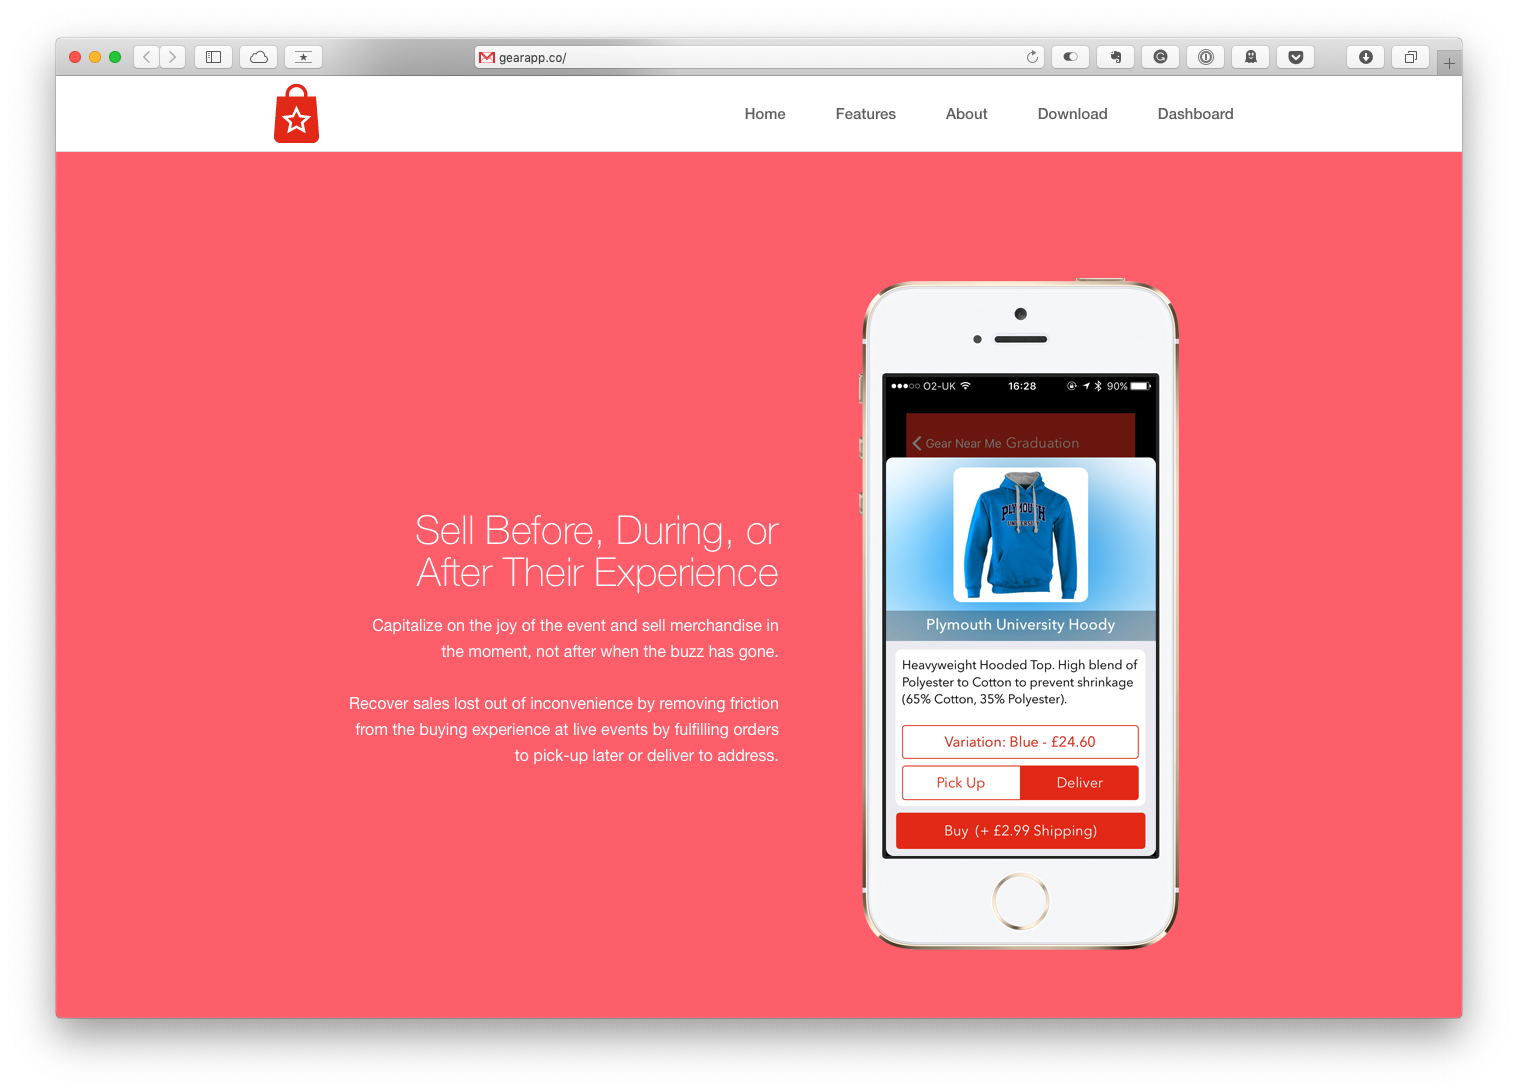 gearapp.co/
Home Features About Download Dashboard
Sell Before, During, or
After Their Experience
Capitalize on the joy of the event and sell merchandise in
the moment, not after when the buzz has gone.
Recover sales lost out of inconvenience by removing friction
from the buying experience at live events by fulfilling orders
to pick-up later or deliver to address.
O2-UK 16:28 90%
Gear Near Me Graduation
PLYMOUTH
UNIVERSITY
Plymouth University Hoody
Heavyweight Hooded Top. High blend of
Polyester to Cotton to prevent shrinkage
(65% Cotton, 35% Polyester).
Variation: Blue - £24.60
Pick Up Deliver
Buy (+ £2.99 Shipping)